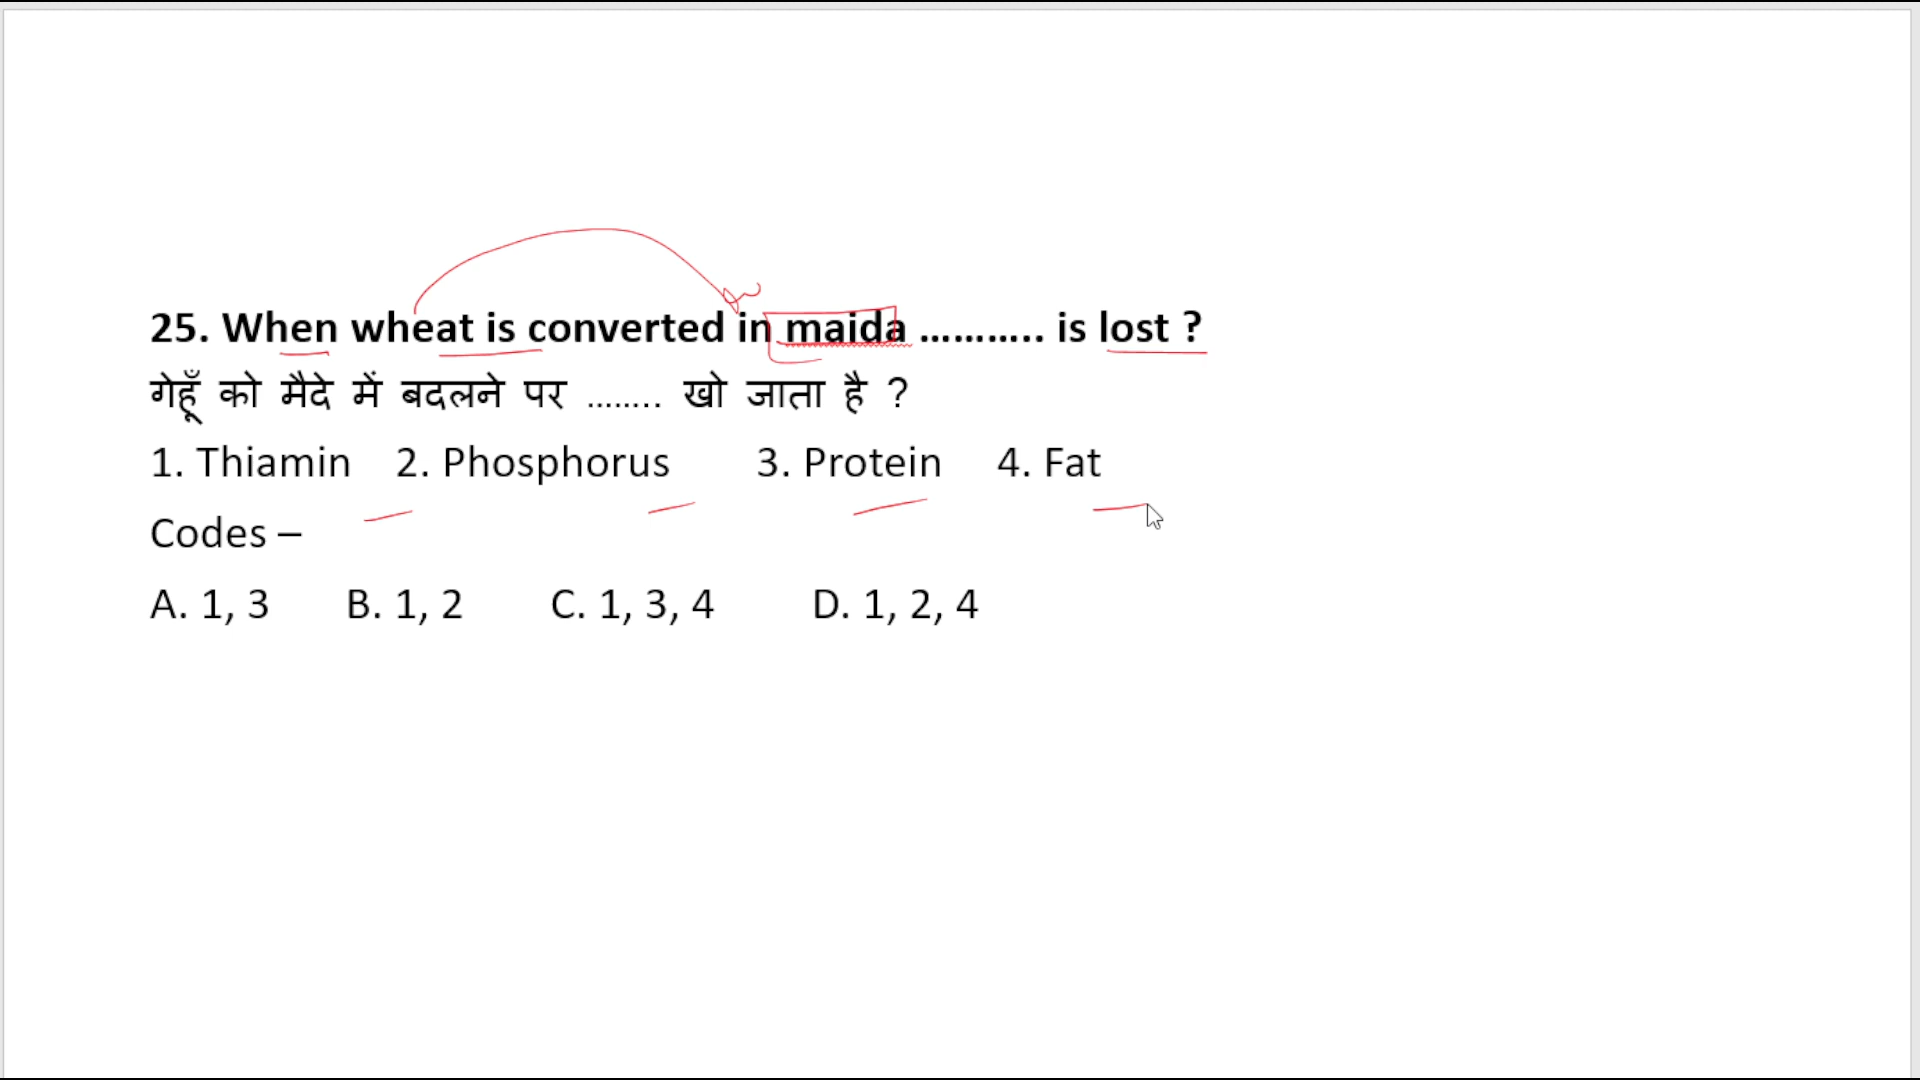 25. When wheat is converted in maida ……….. is lost ?
गेहूँ को मैदे में बदलने पर …….. खो जाता है ?
1. Thiamin 2. Phosphorus 3. Protein 4. Fat
Codes –
A. 1, 3 B. 1, 2 C. 1, 3, 4 D. 1, 2, 4